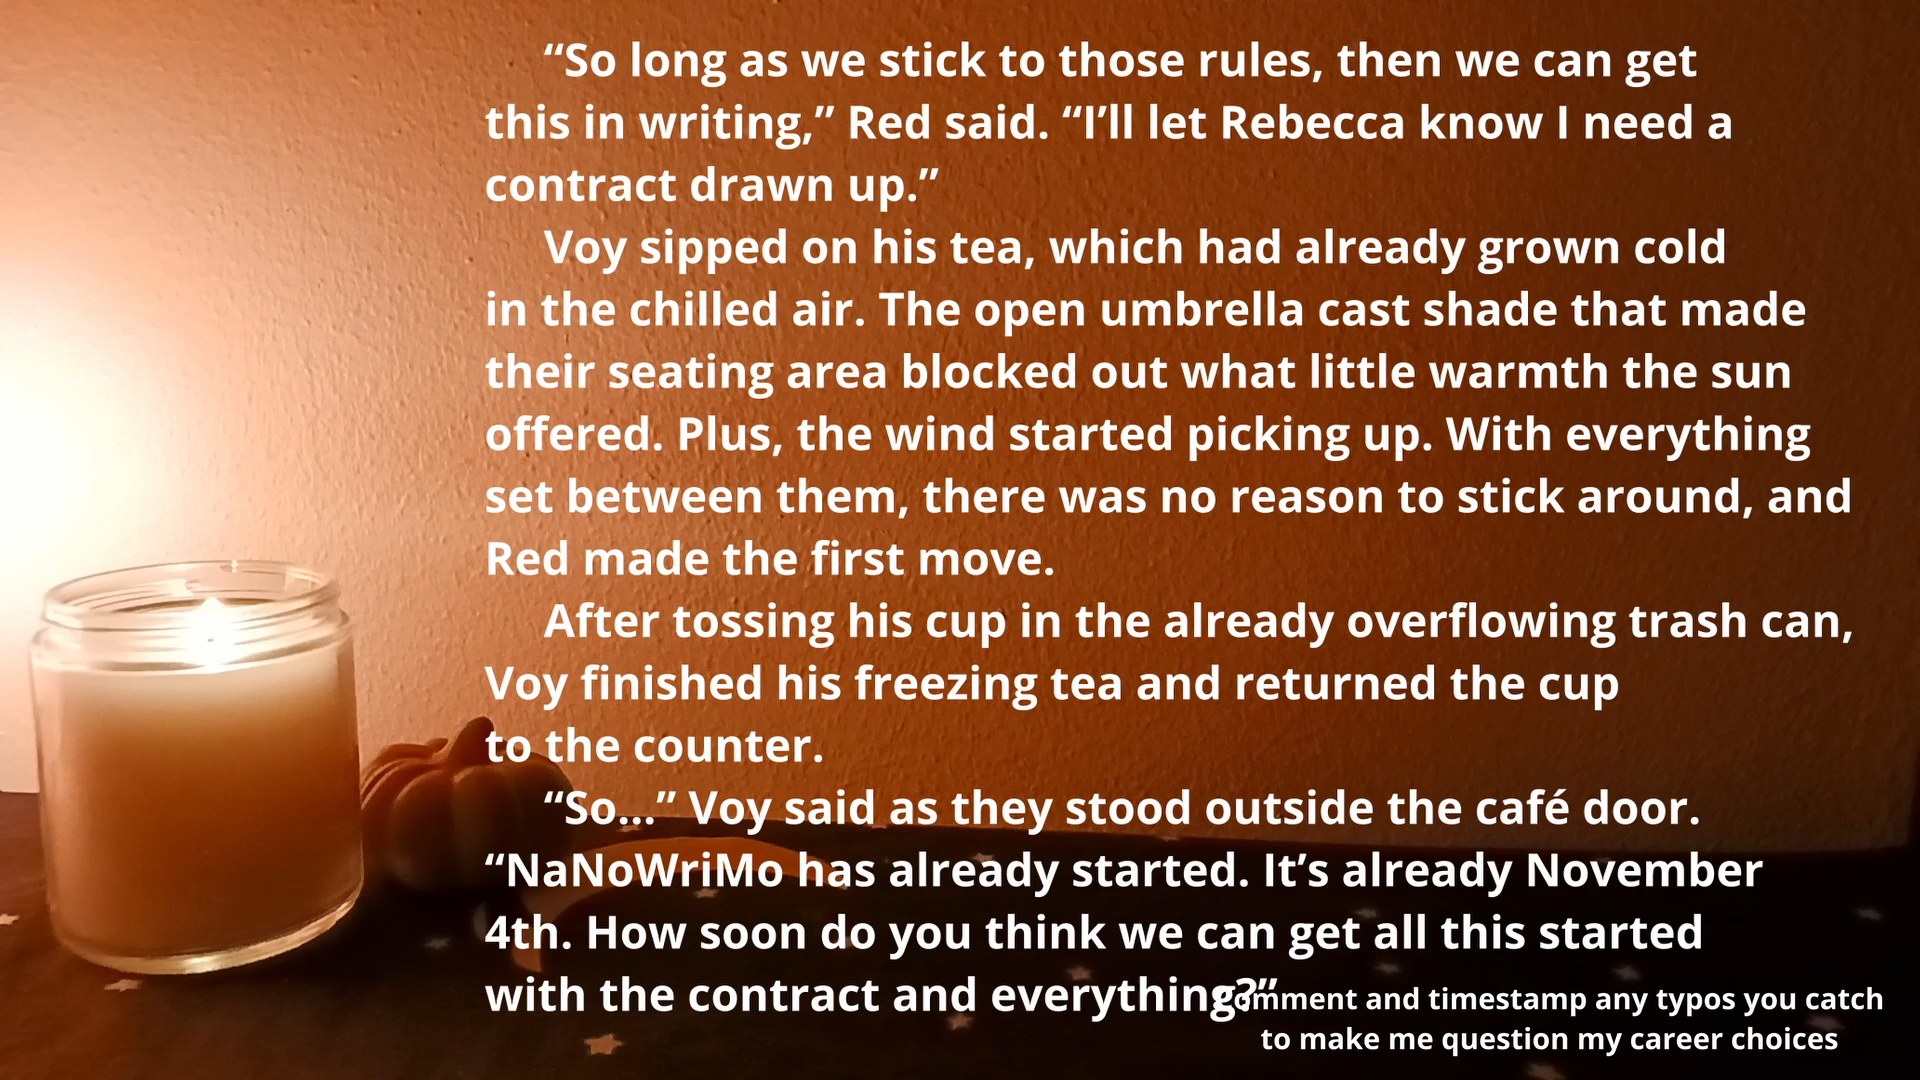 “So long as we stick to those rules, then we can get
this in writing,” Red said. “I’ll let Rebecca know I need a
contract drawn up.”
Voy sipped on his tea, which had already grown cold
in the chilled air. The open umbrella cast shade that made
their seating area blocked out what little warmth the sun
offered. Plus, the wind started picking up. With everything
set between them, there was no reason to stick around, and
Red made the first move.
After tossing his cup in the already overflowing trash can,
Voy finished his freezing tea and returned the cup
to the counter.
“So...” Voy said as they stood outside the café door.
“NaNoWriMo has already started. It’s already November
4th. How soon do you think we can get all this started
with the contract and everything?”
Comment and timestamp any typos you catch
to make me question my career choices